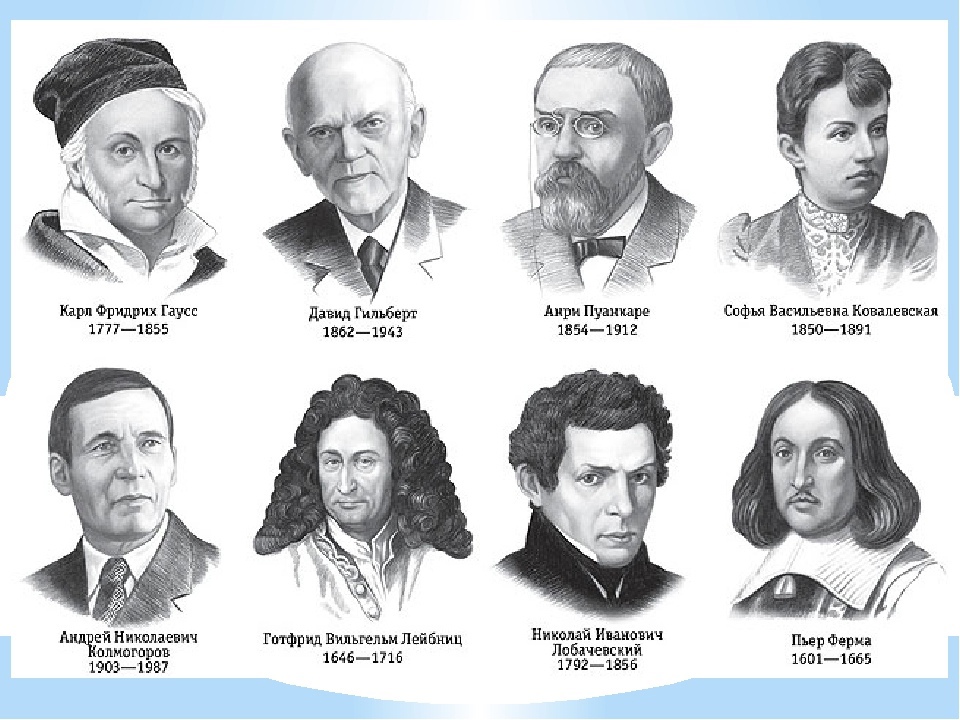 Карл Фридрих Гаусс
1777—1855
Давид Гильберт
1862—1943
Анри Пуанкаре
1854—1912
Софья Васильевна Ковалевская
1850—1891
Андрей Николаевич
Колмогоров
1903—1987
Готфрид Вильгельм Лейбниц
1646—1716
Николай Иванович
Лобачевский
1792—1856
Пьер Ферма
1601—1665